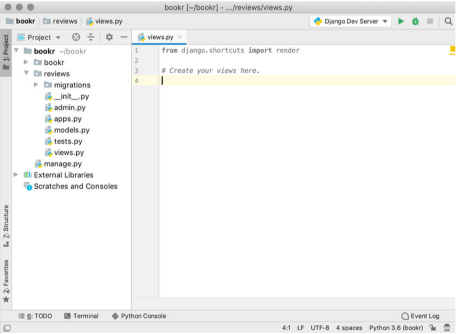 bookr [~/bookr] - .../reviews/views.py
bookr reviews views.py Django Dev Server
Project views.py
1: Project
bookr ~/bookr
bookr
reviews
migrations
__init__.py
admin.py
apps.py
models.py
tests.py
views.py
manage.py
External Libraries
Scratches and Consoles
1 from django.shortcuts import render
2
3 # Create your views here.
4
2: Structure
2: Favorites
6: TODO Terminal Python Console Event Log
4:1 LF UTF-8 4 spaces Python 3.6 (bookr)